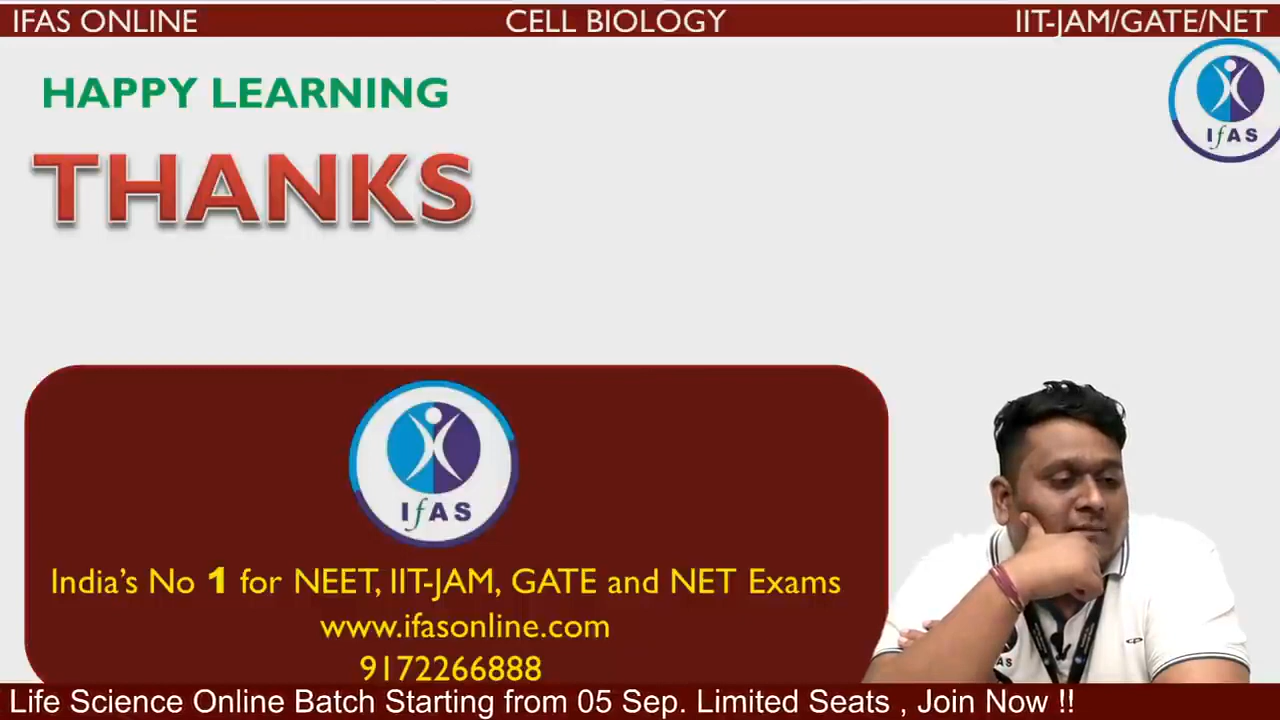 IFAS ONLINE CELL BIOLOGY IIT-JAM/GATE/NET
HAPPY LEARNING
IfAS
THANKS
IfAS
India's No 1 for NEET, IIT-JAM, GATE and NET Exams
www.ifasonline.com
9172266888
AS
Life Science Online Batch Starting from 05 Sep. Limited Seats , Join Now !!